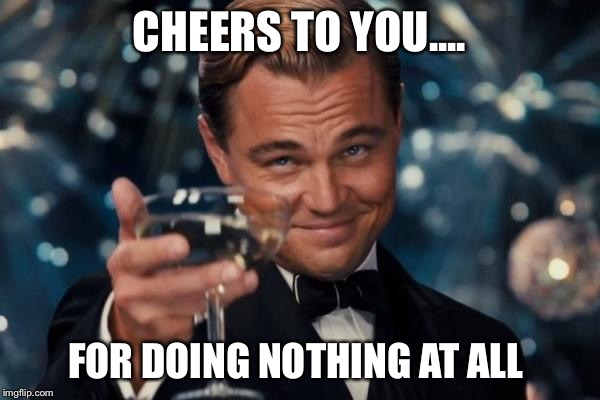 CHEERS TO YOU....
FOR DOING NOTHING AT ALL
imgflip.com